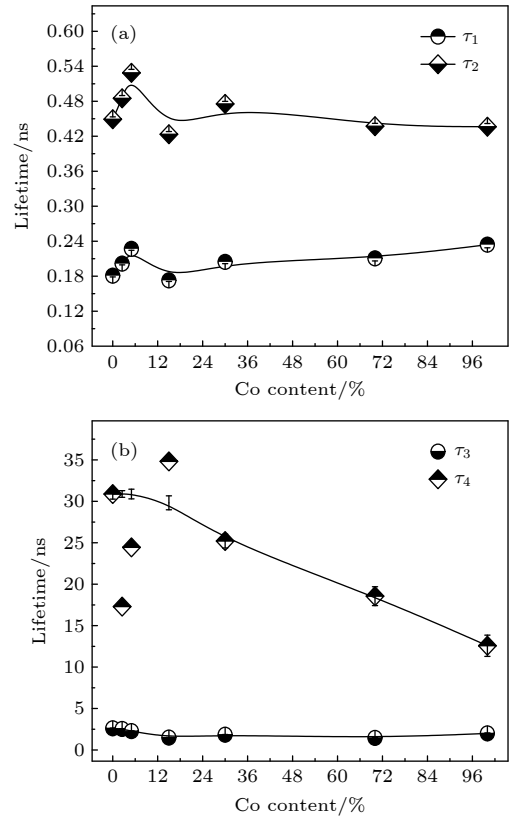 (a)
τ1
τ2
0.60
0.54
0.48
0.42
0.36
0.30
0.24
0.18
0.12
0.06
Lifetime/ns
0 12 24 36 48 60 72 84 96
Co content/%
(b)
τ3
τ4
35
30
25
20
15
10
5
0
Lifetime/ns
0 12 24 36 48 60 72 84 96
Co content/%